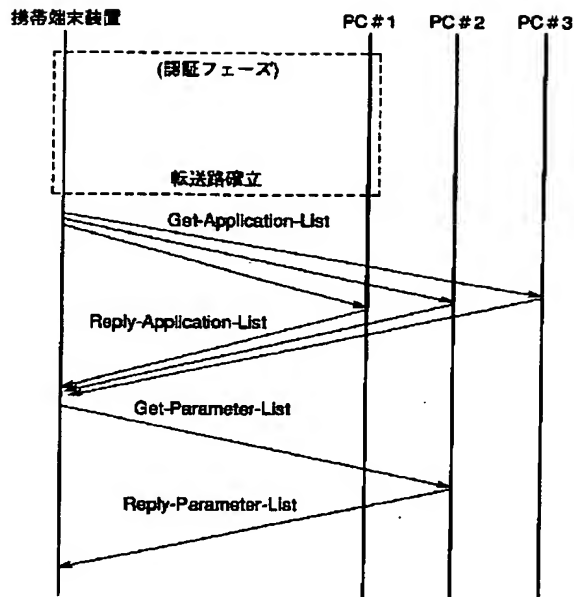 携帯端末装置 PC#1 PC#2 PC#3
(認証フェーズ)
転送路確立
Get-Application-List
Reply-Application-List
Get-Parameter-List
Reply-Parameter-List